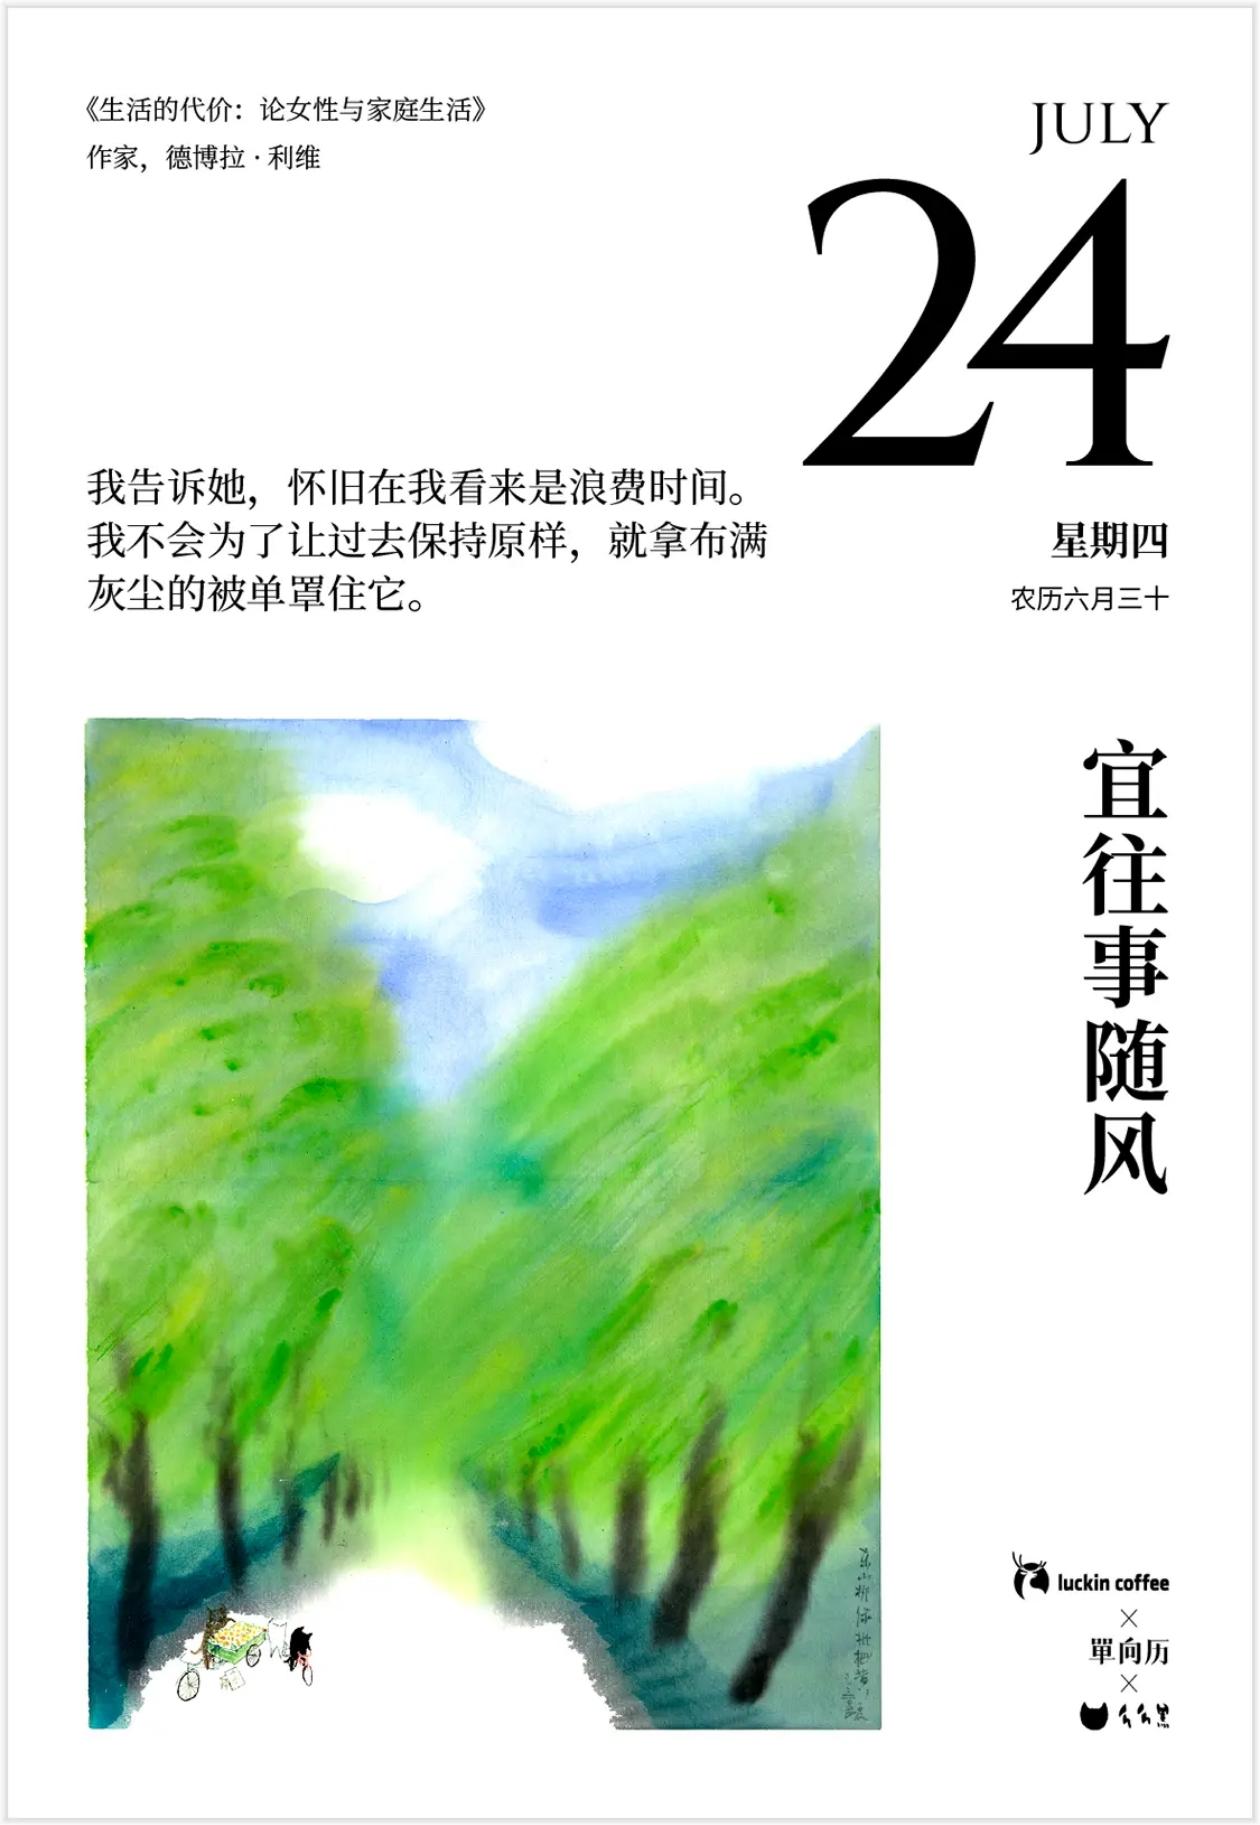 《生活的代价：论女性与家庭生活》
作家，德博拉·利维
JULY
24
我告诉她，怀旧在我看来是浪费时间。
我不会为了让过去保持原样，就拿布满
灰尘的被单罩住它。
星期四
农历六月三十
宜往事随风
luckin coffee
×
單向历
×